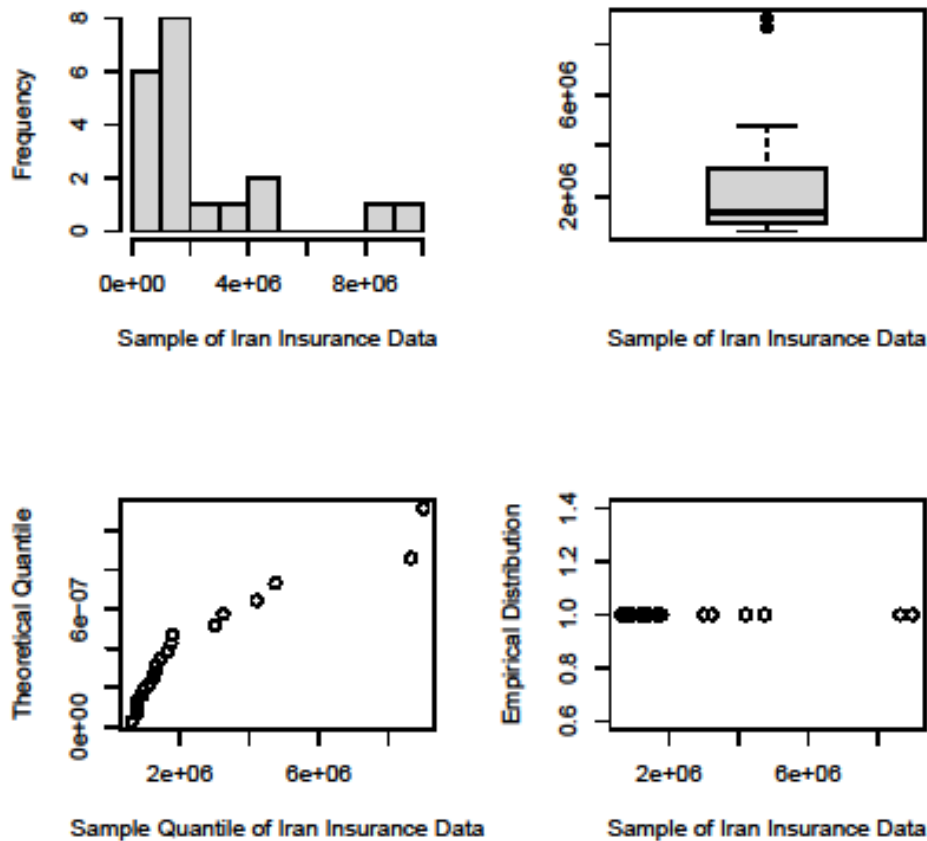 8
6
4
2
0
Frequency
0e+00 4e+06 8e+06
Sample of Iran Insurance Data
6e+06
2e+06
Sample of Iran Insurance Data
Theoretical Quantile
6e−07
0e+00
2e+06 6e+06
Sample Quantile of Iran Insurance Data
Empirical Distribution
1.4
1.2
1.0
0.8
0.6
2e+06 6e+06
Sample of Iran Insurance Data